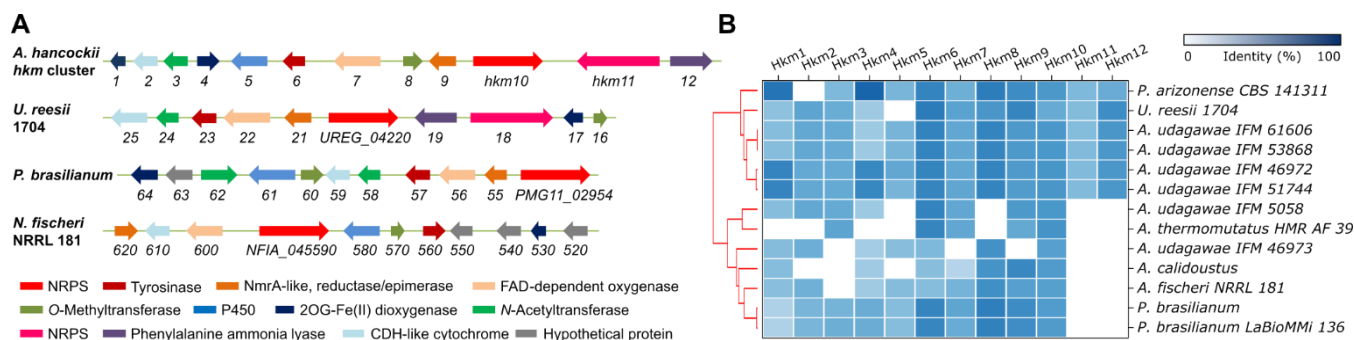 A
A. hancockii
hkm cluster
1 2 3 4 5 6 7 8 9 hkm10 hkm11 12
U. reesii
1704
25 24 23 22 21 UREG_04220 19 18 17 16
P. brasilianum
64 63 62 61 60 59 58 57 56 55 PMG11_02954
N. fischeri
NRRL 181
620 610 600 NFIA_045590 580 570 560 550 540 530 520
NRPS Tyrosinase NmrA-like, reductase/epimerase FAD-dependent oxygenase
O-Methyltransferase P450 2OG-Fe(II) dioxygenase N-Acetyltransferase
NRPS Phenylalanine ammonia lyase CDH-like cytochrome Hypothetical protein
B
0 Identity (%) 100
Hkm1 Hkm2 Hkm3 Hkm4 Hkm5 Hkm6 Hkm7 Hkm8 Hkm9 Hkm10 Hkm11 Hkm12
P. arizonense CBS 141311
U. reesii 1704
A. udagawae IFM 61606
A. udagawae IFM 53868
A. udagawae IFM 46972
A. udagawae IFM 51744
A. udagawae IFM 5058
A. thermomutatus HMR AF 39
A. udagawae IFM 46973
A. calidoustus
A. fischeri NRRL 181
P. brasilianum
P. brasilianum LaBioMMi 136